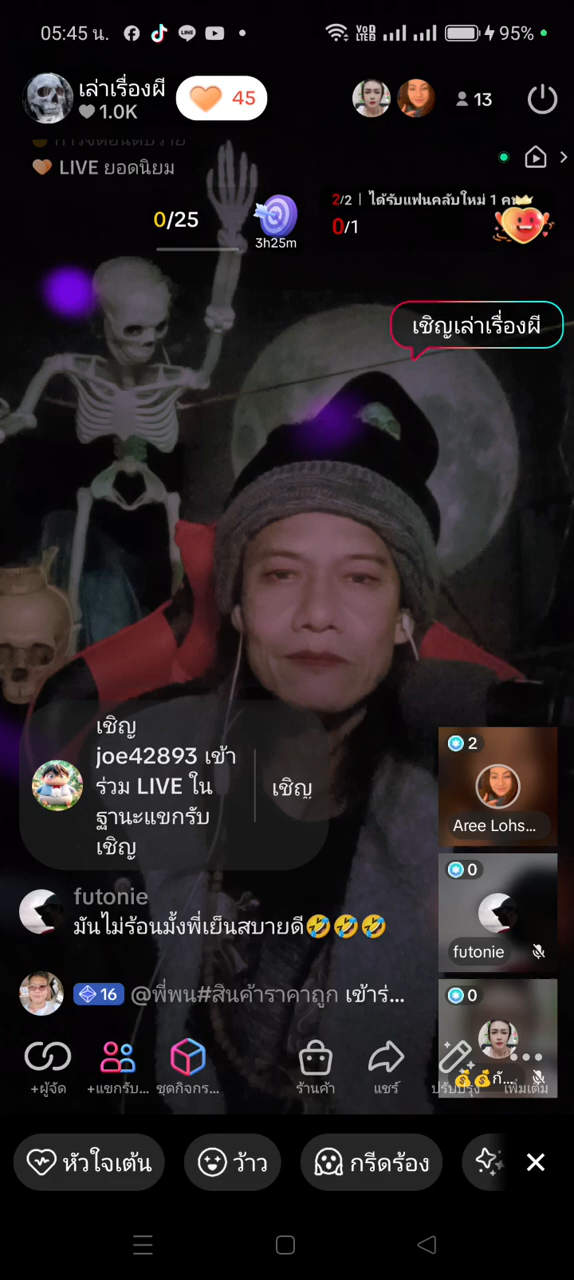 05:45 น.
VoD LTE2
95%
เล่าเรื่องผี
1.0K
45
13
LIVE ยอดนิยม
0/25
3h25m
2/2 | ได้รับแฟนคลับใหม่ 1 คน
0/1
เชิญเล่าเรื่องผี
เชิญ
joe42893 เข้า
ร่วม LIVE ใน
ฐานะแขกรับ
เชิญ
เชิญ
2
Aree Lohs...
0
futonie
futonie
มันไม่ร้อนมั้งพี่เย็นสบายดี🤣🤣🤣
16 @พี่พน#สินค้าราคาถูก เข้าร่...
0
💰💰กั...
+ผู้จัด
+แขกรับ...
ชุดกิจกร...
ร้านค้า
แชร์
ปรับปรุง
เพิ่มเติม
หัวใจเต้น
ว้าว
กรีดร้อง